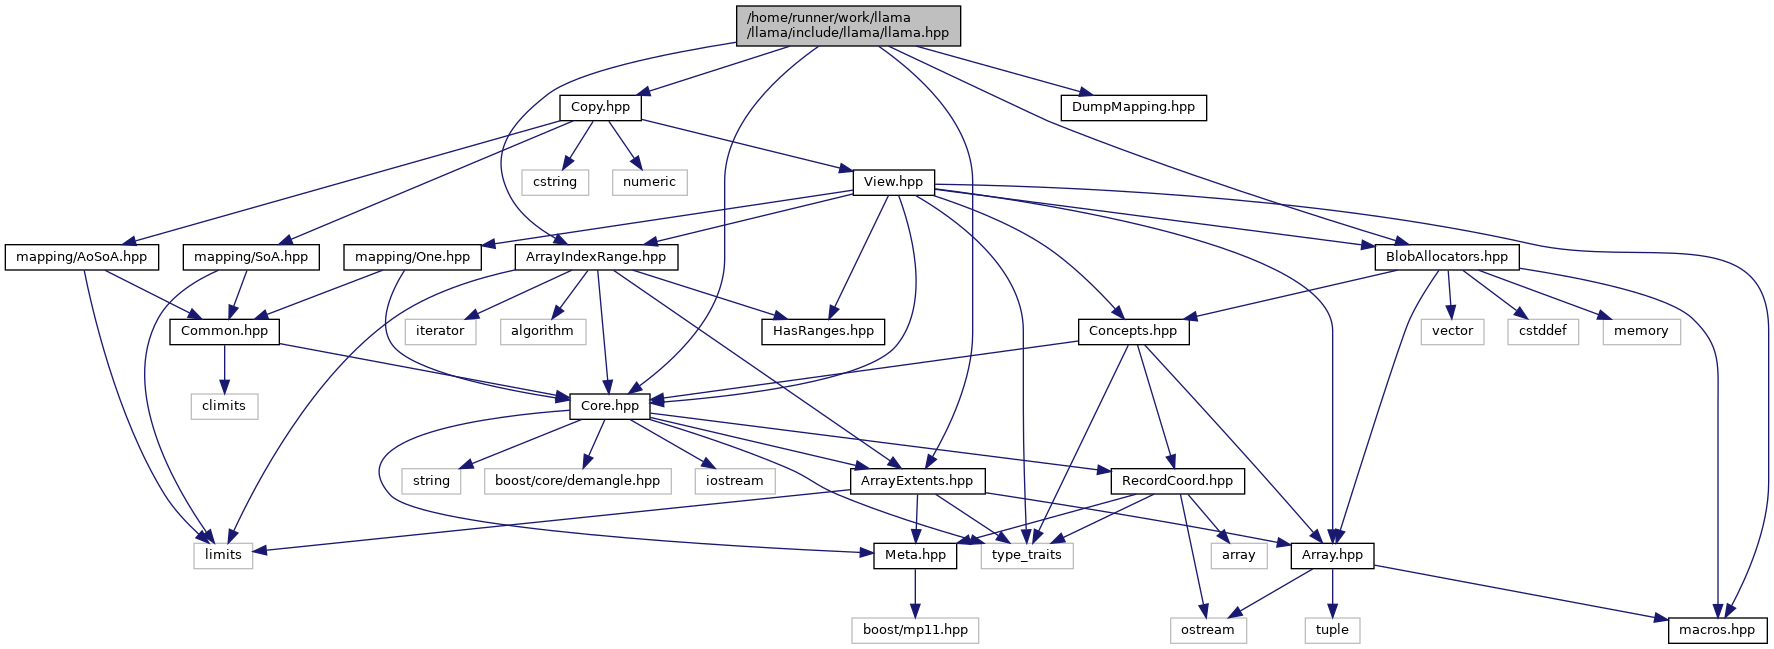 /home/runner/work/llama
/llama/include/llama/llama.hpp
Copy.hpp
DumpMapping.hpp
cstring
numeric
View.hpp
mapping/AoSoA.hpp
mapping/SoA.hpp
mapping/One.hpp
ArrayIndexRange.hpp
BlobAllocators.hpp
Common.hpp
iterator
algorithm
HasRanges.hpp
Concepts.hpp
vector
cstddef
memory
climits
Core.hpp
string
boost/core/demangle.hpp
iostream
ArrayExtents.hpp
RecordCoord.hpp
limits
Meta.hpp
type_traits
array
Array.hpp
boost/mp11.hpp
ostream
tuple
macros.hpp